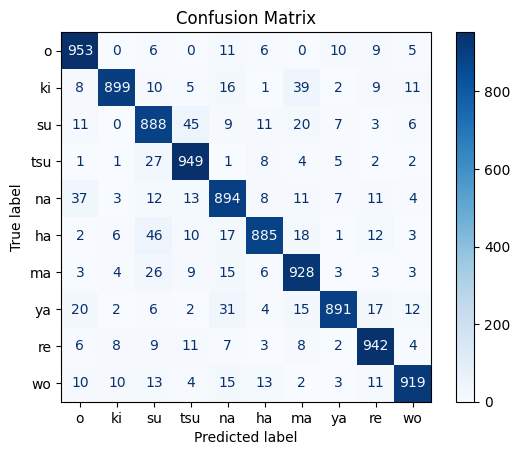 Confusion Matrix
o 953 0 6 0 11 6 0 10 9 5
ki 8 899 10 5 16 1 39 2 9 11
su 11 0 888 45 9 11 20 7 3 6
tsu 1 1 27 949 1 8 4 5 2 2
na 37 3 12 13 894 8 11 7 11 4
ha 2 6 46 10 17 885 18 1 12 3
ma 3 4 26 9 15 6 928 3 3 3
ya 20 2 6 2 31 4 15 891 17 12
re 6 8 9 11 7 3 8 2 942 4
wo 10 10 13 4 15 13 2 3 11 919
o ki su tsu na ha ma ya re wo
Predicted label
True label
800
600
400
200
0